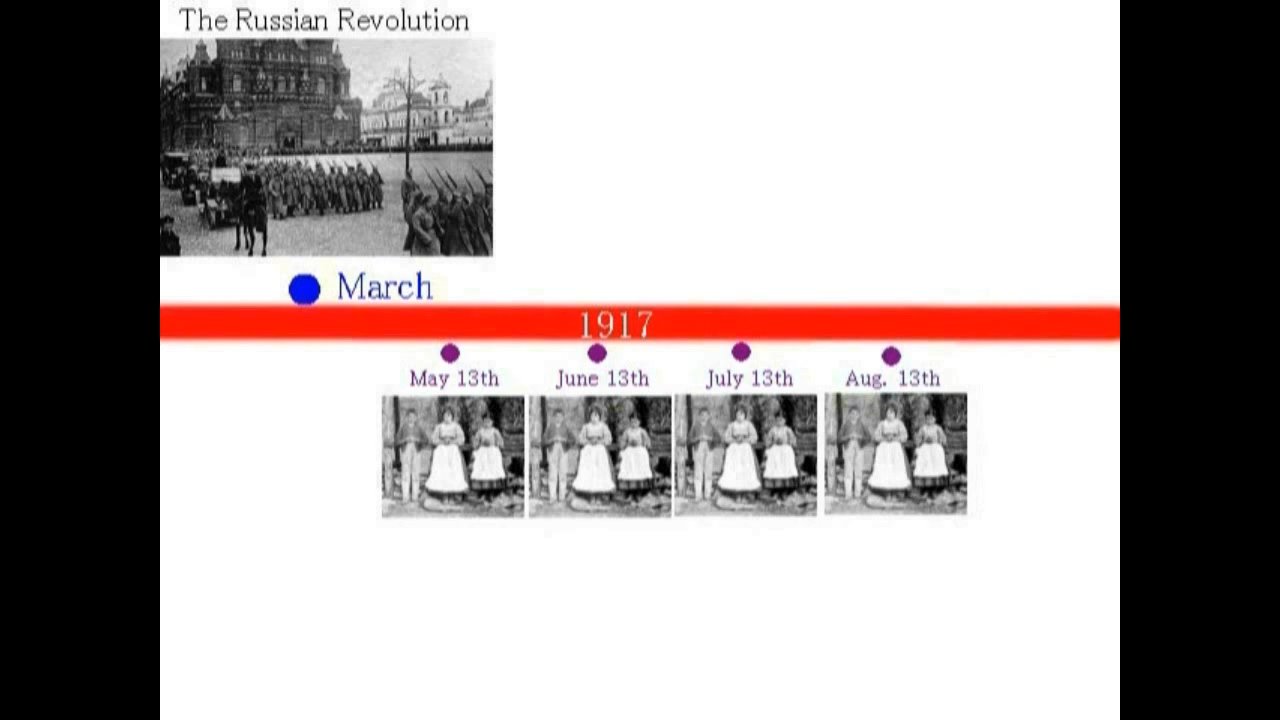 The Russian Revolution
March
1917
May 13th
June 13th
July 13th
Aug. 13th